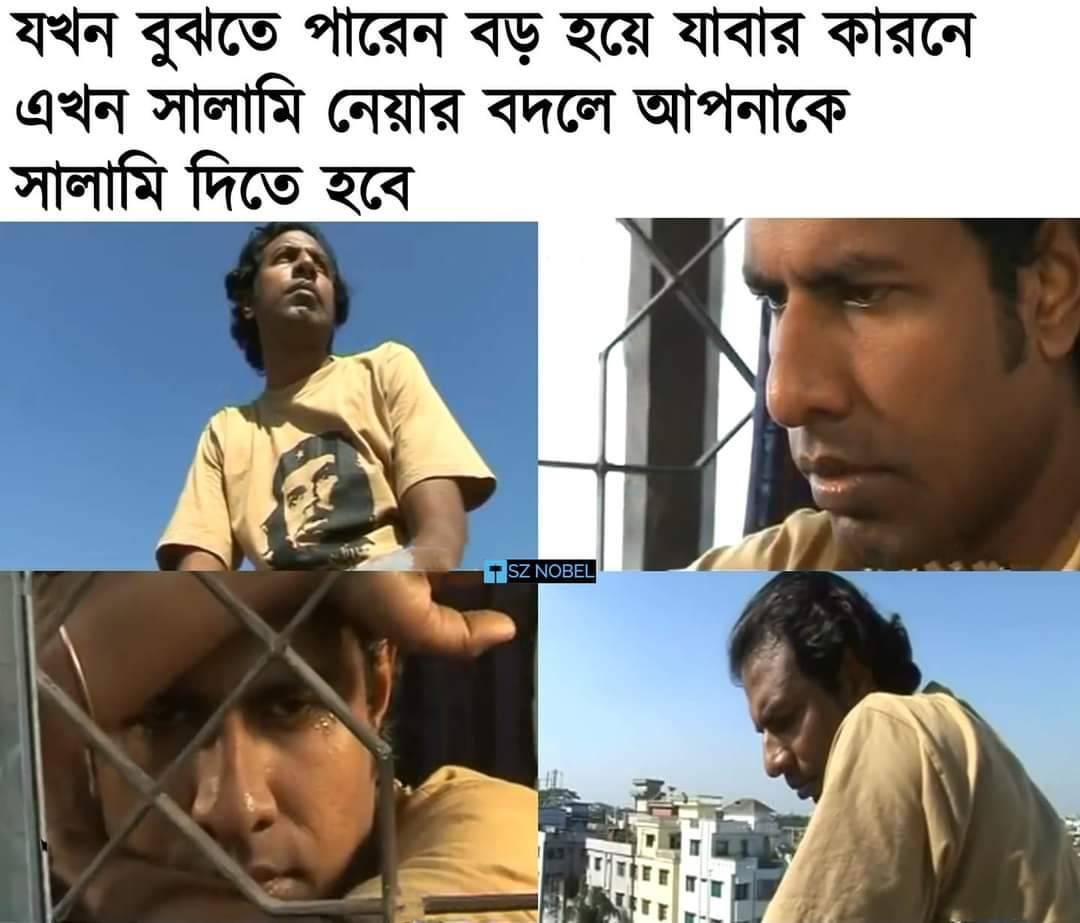 যখন বুঝতে পারেন বড় হয়ে যাবার কারনে
এখন সালামি নেয়ার বদলে আপনাকে
সালামি দিতে হবে
SZ NOBEL